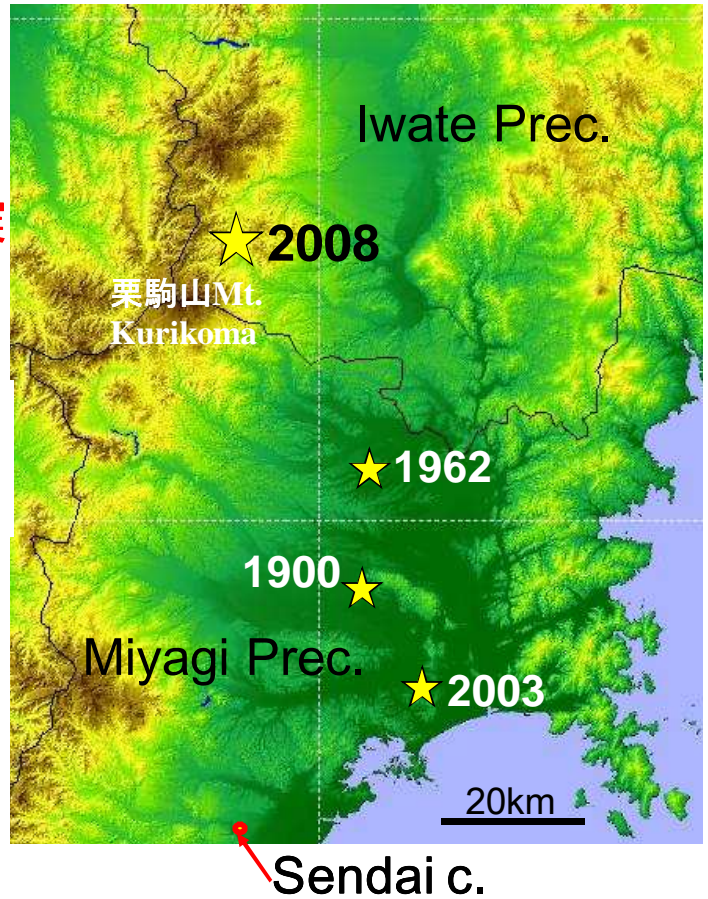 Iwate Prec.
2008
栗駒山Mt.
Kurikoma
1962
1900
Miyagi Prec.
2003
20km
Sendai c.